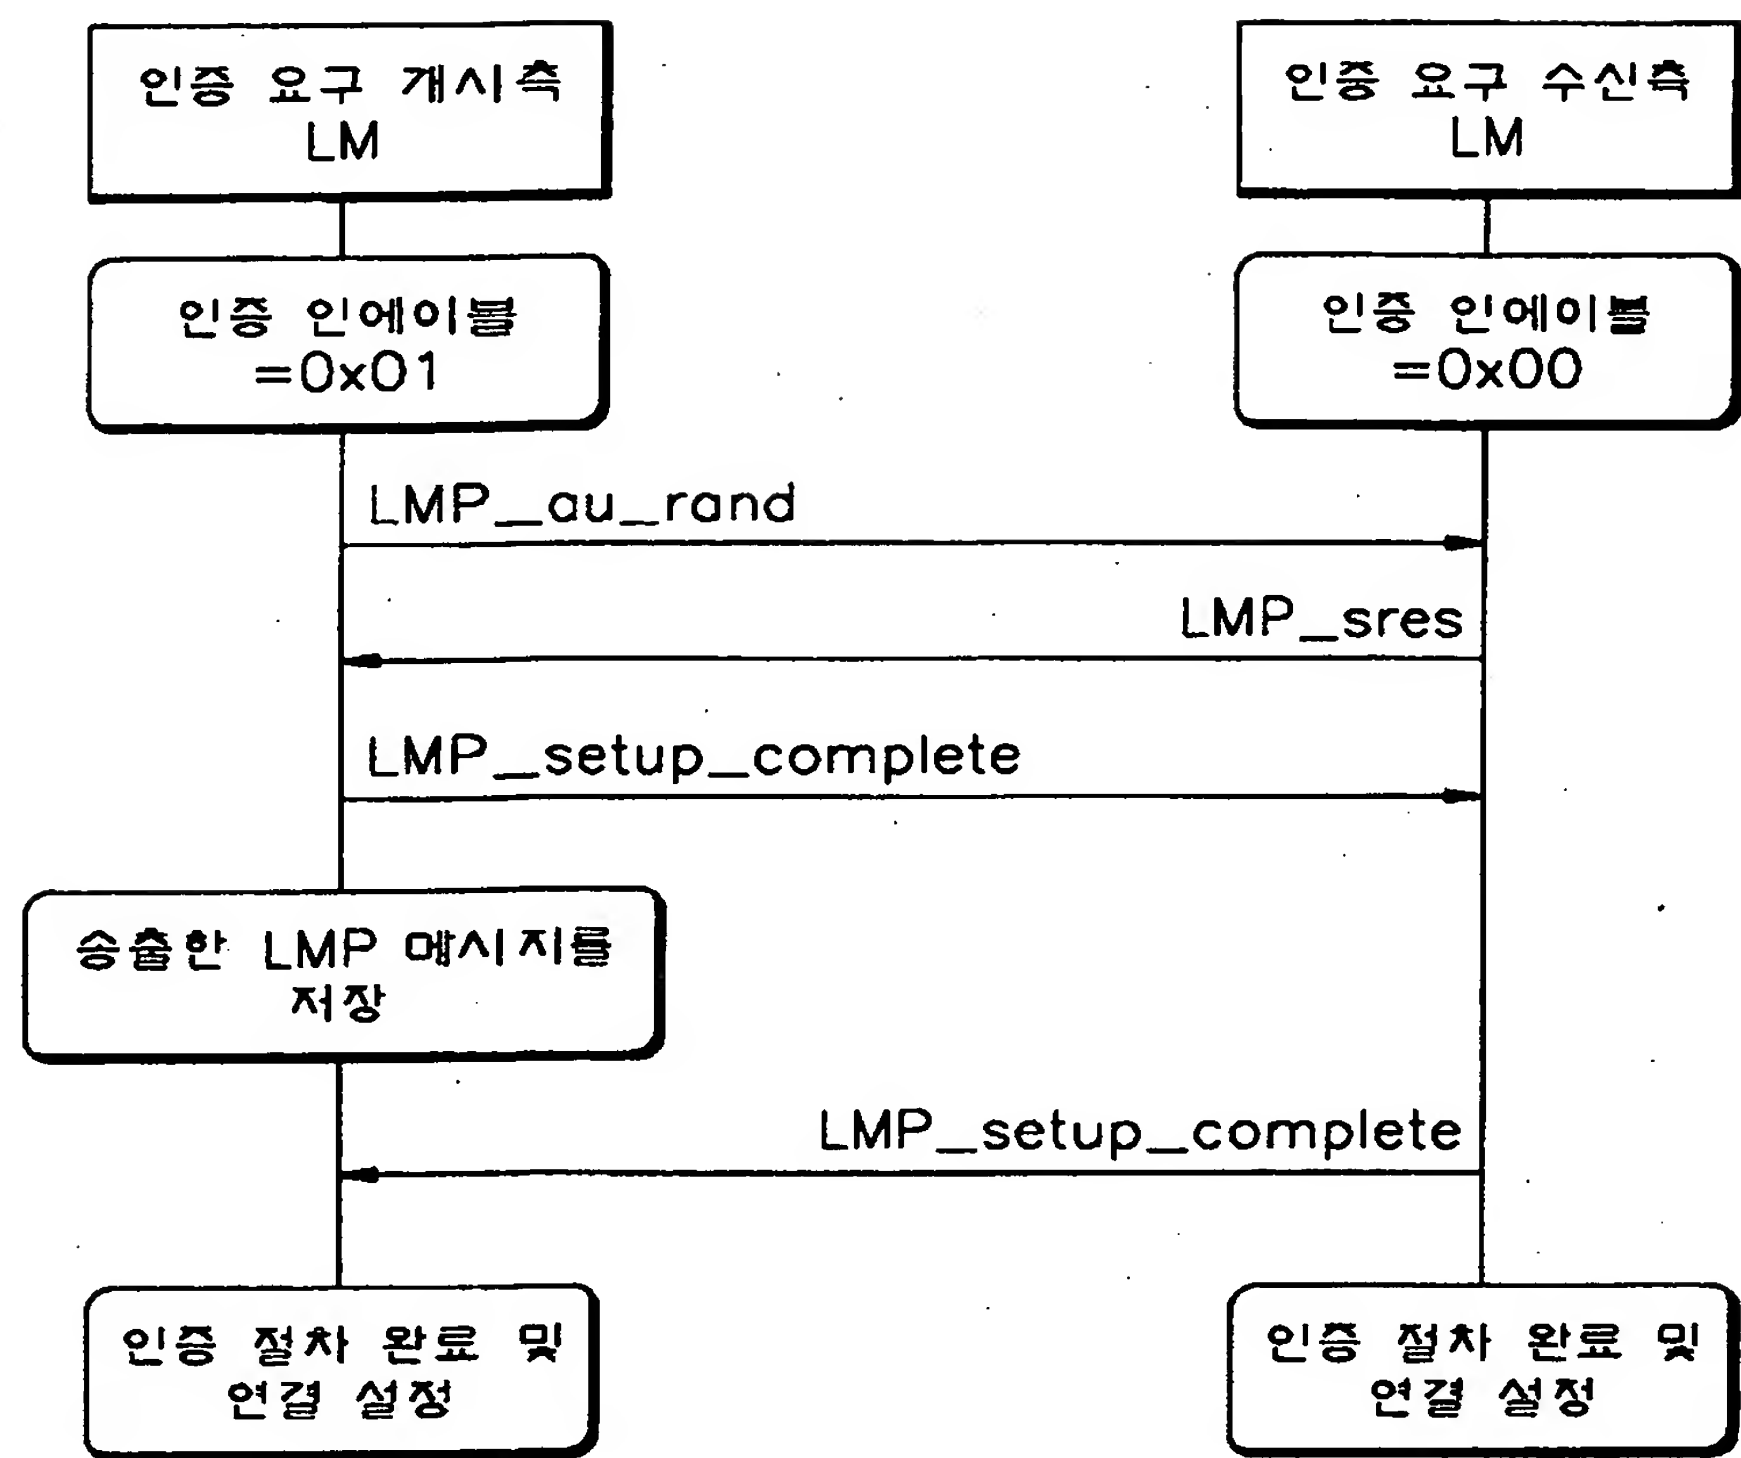 인증 요구 개시측
LM
인증 요구 수신측
LM
인증 인에이블
=0x01
인증 인에이블
=0x00
LMP_au_rand
LMP_sres
LMP_setup_complete
송출한 LMP 메시지를
저장
LMP_setup_complete
인증 절차 완료 및
연결 설정
인증 절차 완료 및
연결 설정